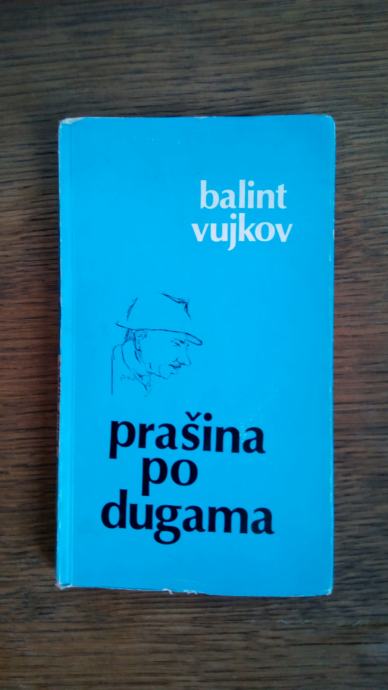 balint
vujkov
prašina
po
dugama